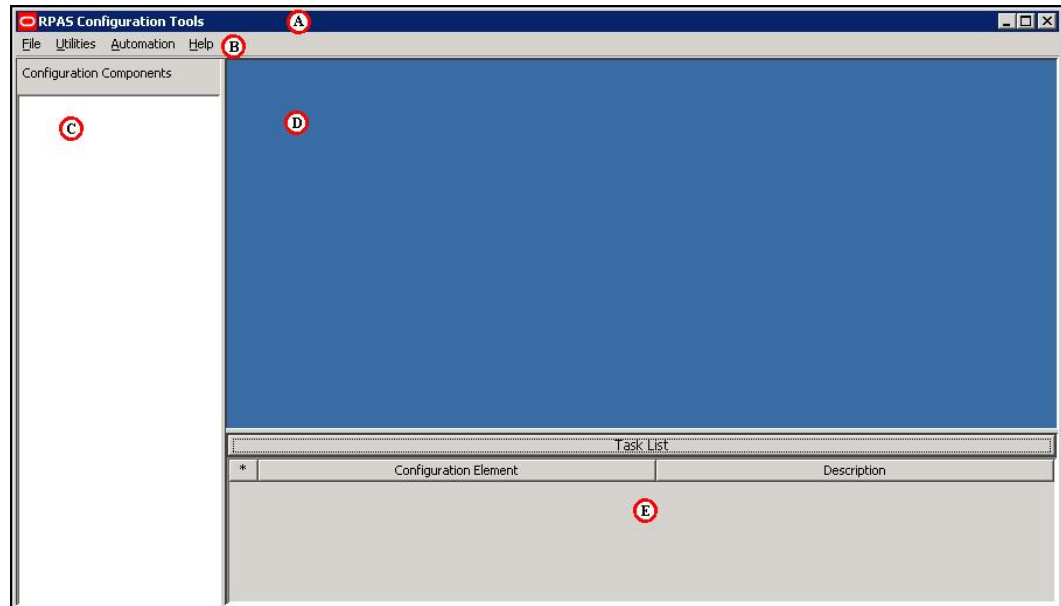 RPAS Configuration Tools A
File Utilities Automation Help B
Configuration Components
C
D
Task List
* Configuration Element Description
E